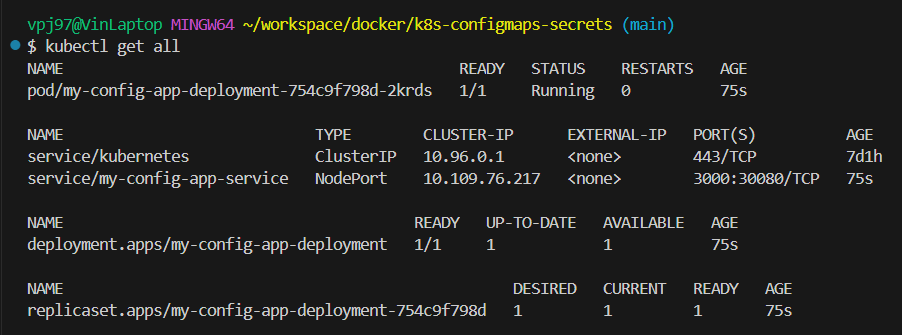 vpj97@VinLaptop MINGW64 ~/workspace/docker/k8s-configmaps-secrets (main)
$ kubectl get all
NAME READY STATUS RESTARTS AGE
pod/my-config-app-deployment-754c9f798d-2krds 1/1 Running 0 75s
NAME TYPE CLUSTER-IP EXTERNAL-IP PORT(S) AGE
service/kubernetes ClusterIP 10.96.0.1 <none> 443/TCP 7d1h
service/my-config-app-service NodePort 10.109.76.217 <none> 3000:30080/TCP 75s
NAME READY UP-TO-DATE AVAILABLE AGE
deployment.apps/my-config-app-deployment 1/1 1 1 75s
NAME DESIRED CURRENT READY AGE
replicaset.apps/my-config-app-deployment-754c9f798d 1 1 1 75s